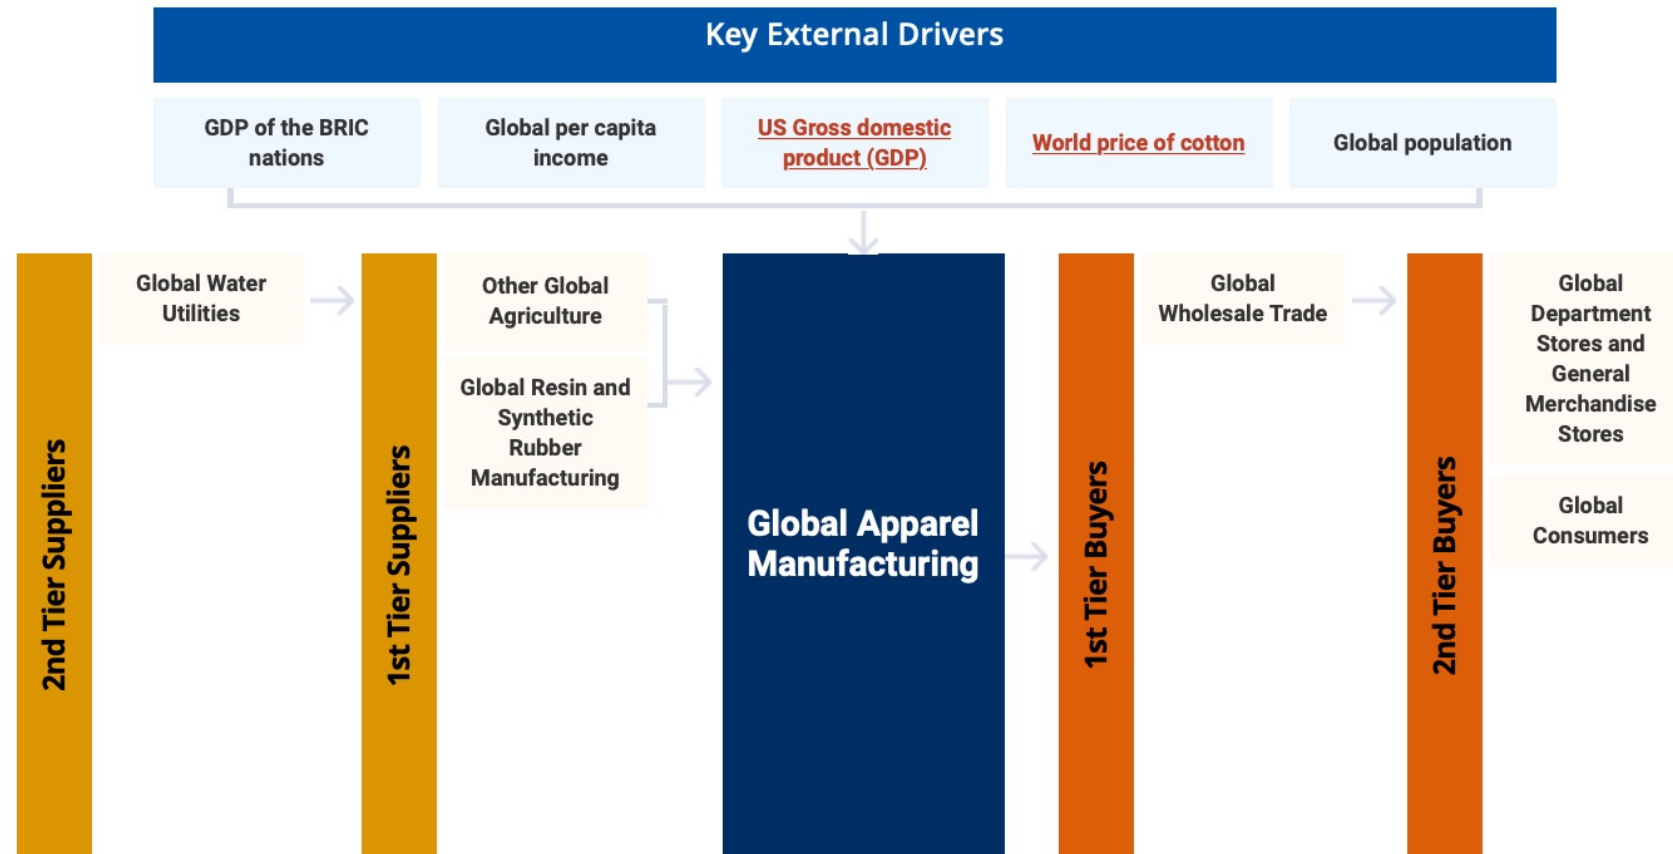 Key External Drivers
GDP of the BRIC
nations
Global per capita
income
US Gross domestic
product (GDP)
World price of cotton
Global population
2nd Tier Suppliers
Global Water
Utilities
1st Tier Suppliers
Other Global
Agriculture
Global Resin and
Synthetic
Rubber
Manufacturing
Global Apparel
Manufacturing
1st Tier Buyers
Global
Wholesale Trade
2nd Tier Buyers
Global
Department
Stores and
General
Merchandise
Stores
Global
Consumers